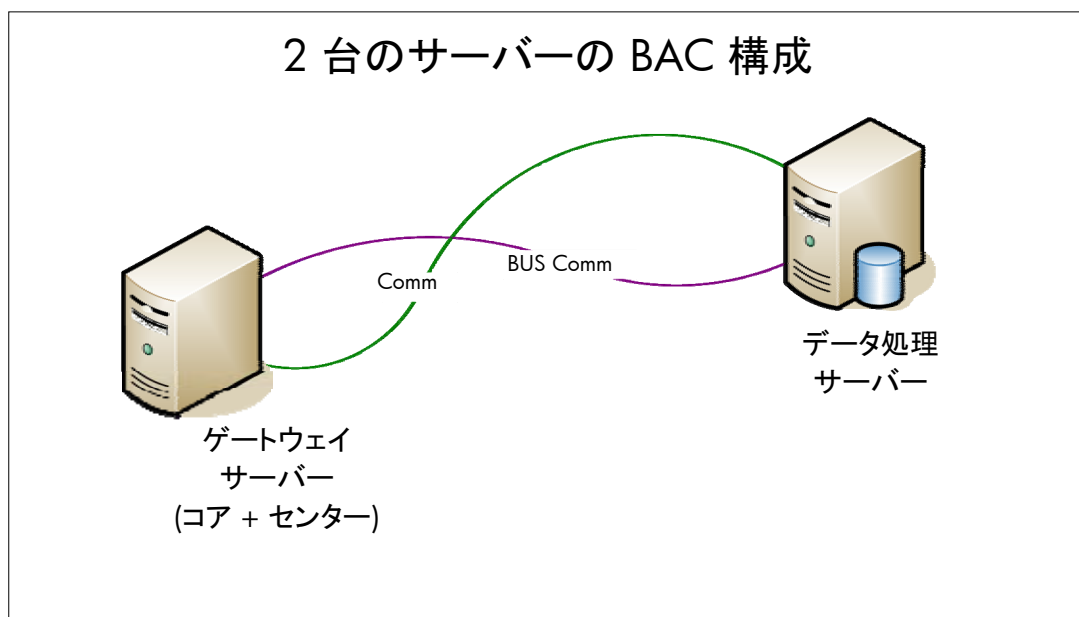 2 台のサーバーの BAC 構成
BUS Comm
Comm
データ処理
サーバー
ゲートウェイ
サーバー
(コア + センター)